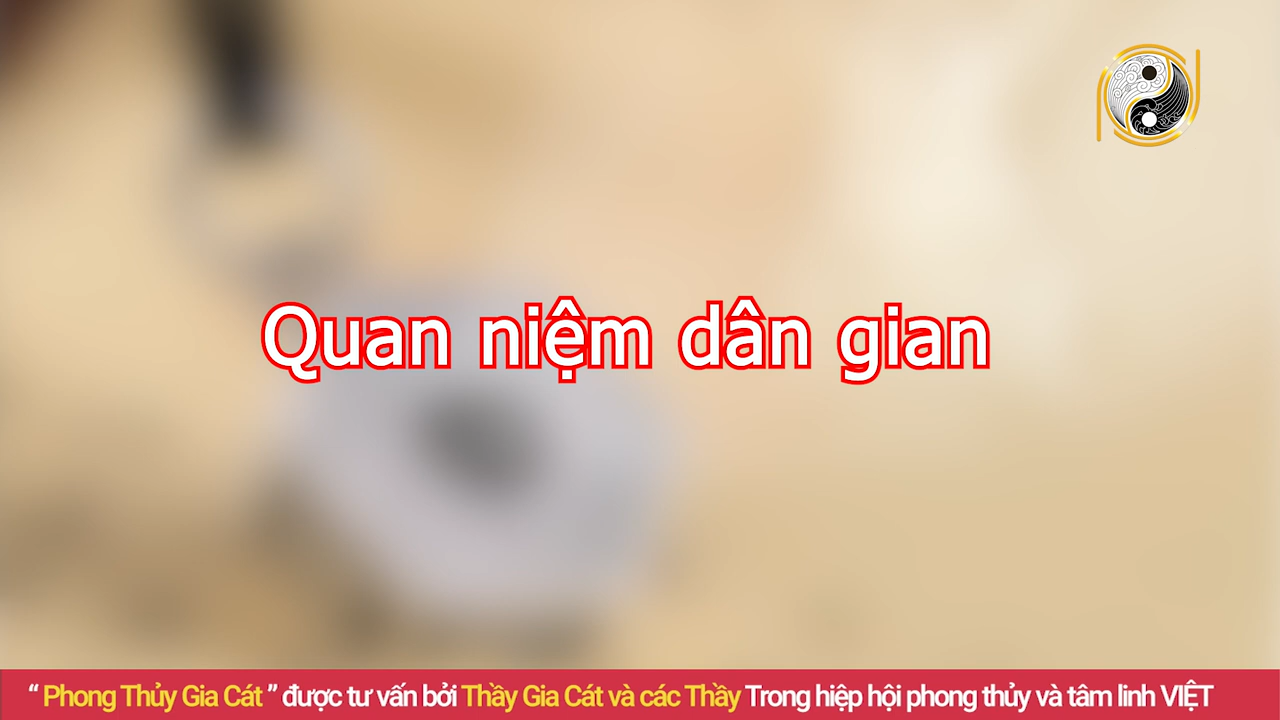 Quan niệm dân gian
“ Phong Thủy Gia Cát ” được tư vấn bởi Thầy Gia Cát và các Thầy Trong hiệp hội phong thủy và tâm linh VIỆT